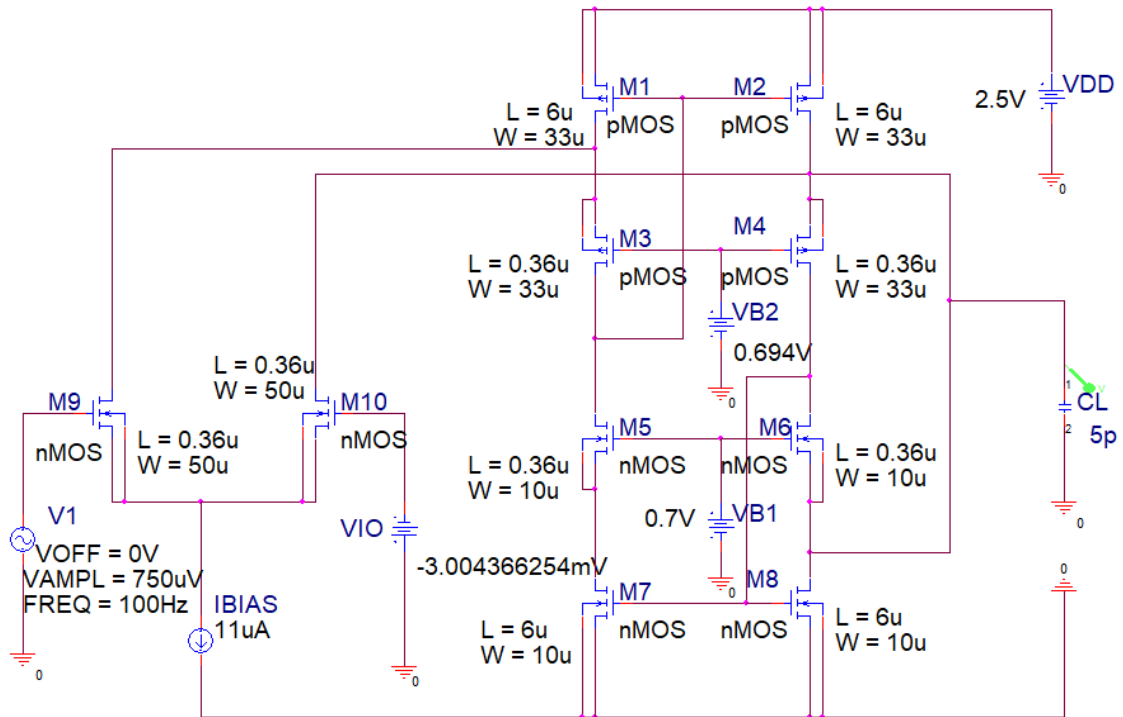 M1
L = 6u
W = 33u
pMOS
M2
L = 6u
W = 33u
pMOS
VDD
2.5V
0
M3
L = 0.36u
W = 33u
pMOS
M4
L = 0.36u
W = 33u
pMOS
VB2
0.694V
0
L = 0.36u
W = 50u
M9
nMOS
L = 0.36u
W = 50u
M10
nMOS
M5
nMOS
L = 0.36u
W = 10u
M6
nMOS
L = 0.36u
W = 10u
1
CL
2
5p
0
V1
VOFF = 0V
VAMPL = 750uV
FREQ = 100Hz
0
VIO
-3.004366254mV
0
0.7V
VB1
0
IBIAS
11uA
M7
nMOS
L = 6u
W = 10u
M8
nMOS
L = 6u
W = 10u
0